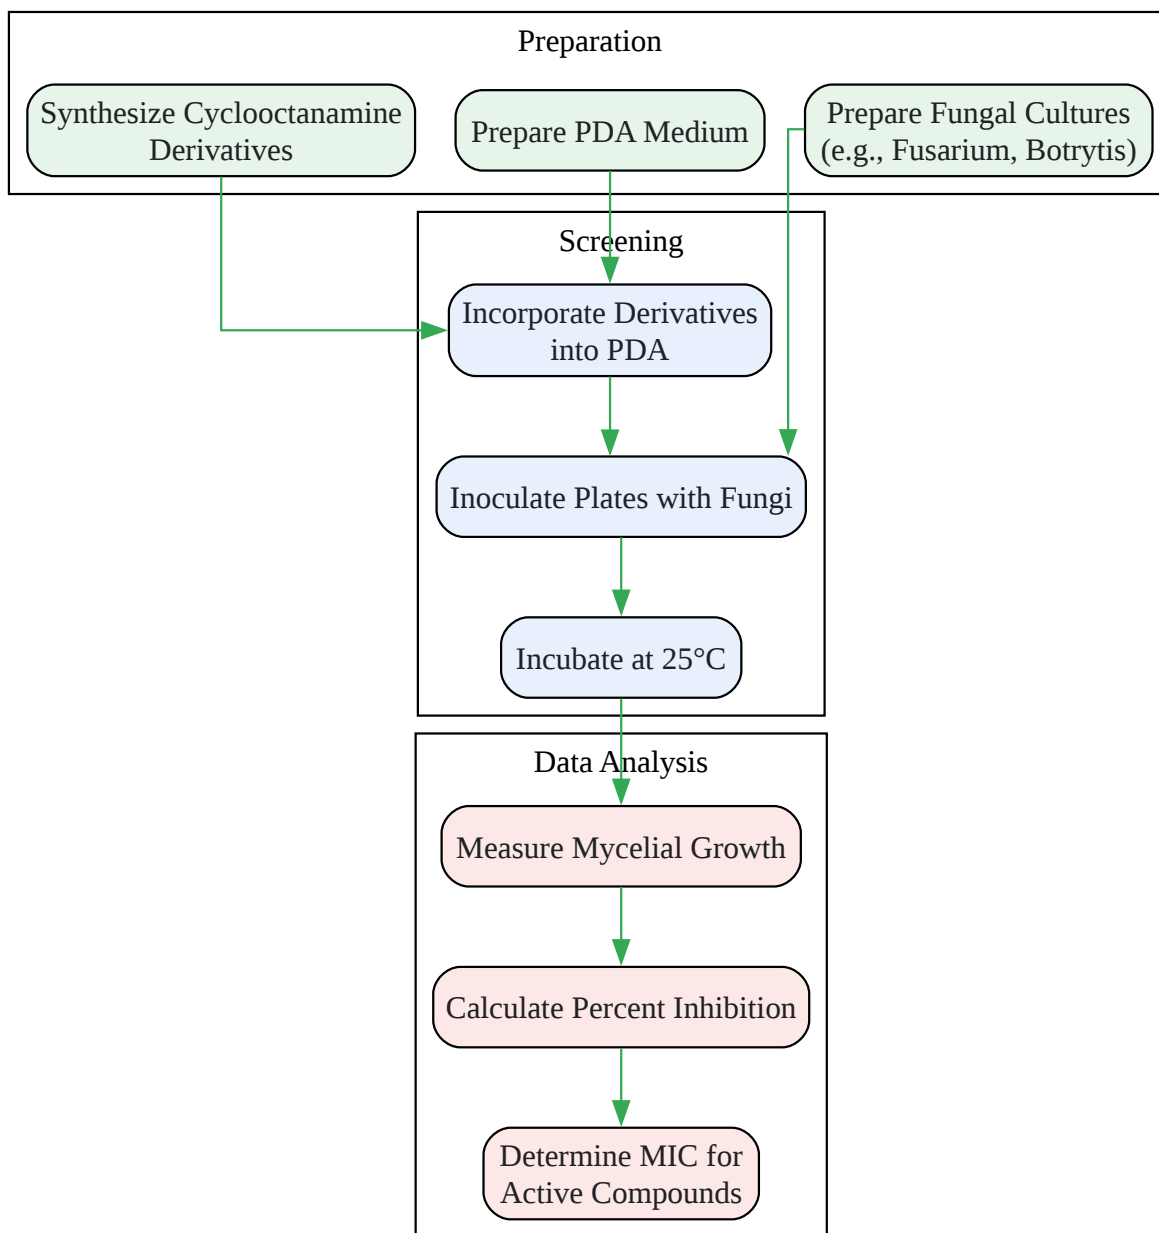 Preparation
Synthesize Cyclooctanamine
Derivatives
Prepare PDA Medium
Prepare Fungal Cultures
(e.g., Fusarium, Botrytis)
Screening
Incorporate Derivatives
into PDA
Inoculate Plates with Fungi
Incubate at 25°C
Data Analysis
Measure Mycelial Growth
Calculate Percent Inhibition
Determine MIC for
Active Compounds